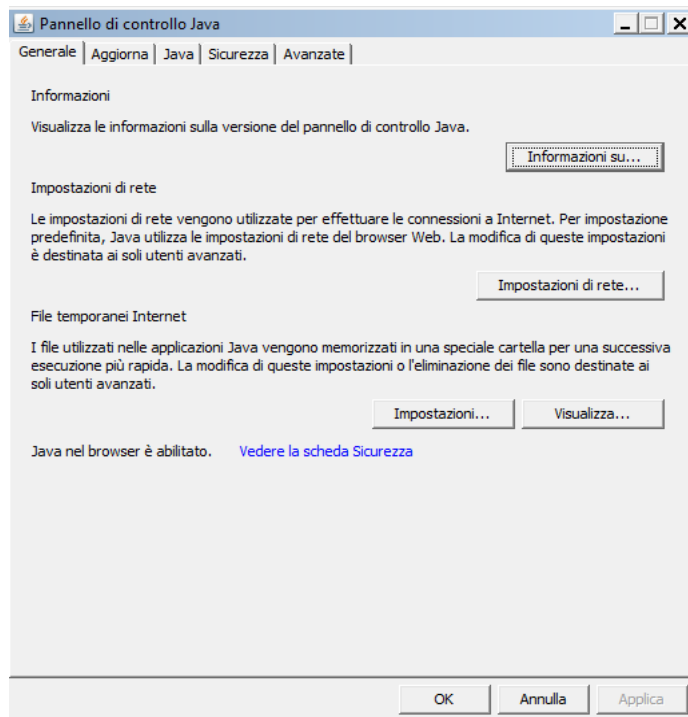 Pannello di controllo Java
Generale Aggiorna Java Sicurezza Avanzate
Informazioni
Visualizza le informazioni sulla versione del pannello di controllo Java.
Informazioni su...
Impostazioni di rete
Le impostazioni di rete vengono utilizzate per effettuare le connessioni a Internet. Per impostazione
predefinita, Java utilizza le impostazioni di rete del browser Web. La modifica di queste impostazioni
è destinata ai soli utenti avanzati.
Impostazioni di rete...
File temporanei Internet
I file utilizzati nelle applicazioni Java vengono memorizzati in una speciale cartella per una successiva
esecuzione più rapida. La modifica di queste impostazioni o l'eliminazione dei file sono destinate ai
soli utenti avanzati.
Impostazioni... Visualizza...
Java nel browser è abilitato. Vedere la scheda Sicurezza
OK Annulla Applica